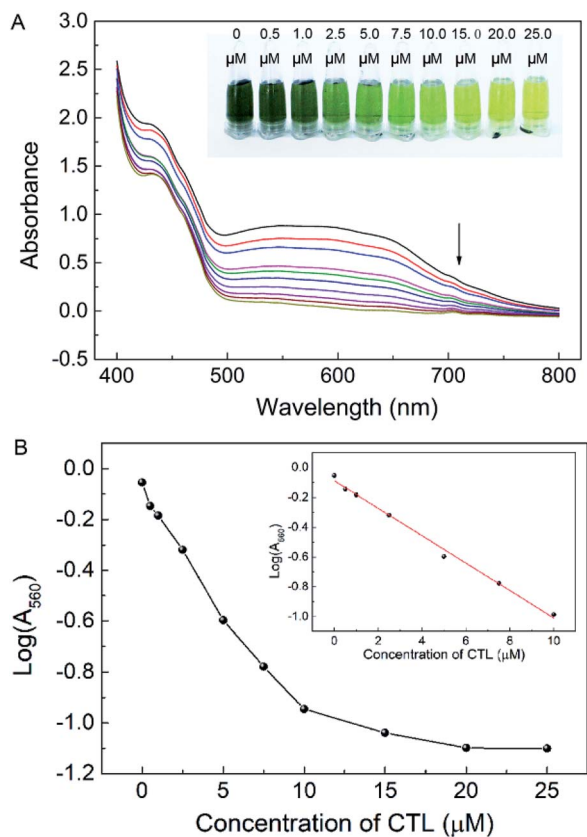 A
0 0.5 1.0 2.5 5.0 7.5 10.0 15.0 20.0 25.0
µM µM µM µM µM µM µM µM µM µM
3.0
2.5
2.0
1.5
1.0
0.5
0.0
-0.5
Absorbance
400 500 600 700 800
Wavelength (nm)
B
0.0
-0.2
-0.4
-0.6
-0.8
-1.0
-1.2
Log(A560)
0.0
-0.2
-0.4
-0.6
-0.8
-1.0
Log(A560)
0 2 4 6 8 10
Concentration of CTL (µM)
0 5 10 15 20 25
Concentration of CTL (µM)